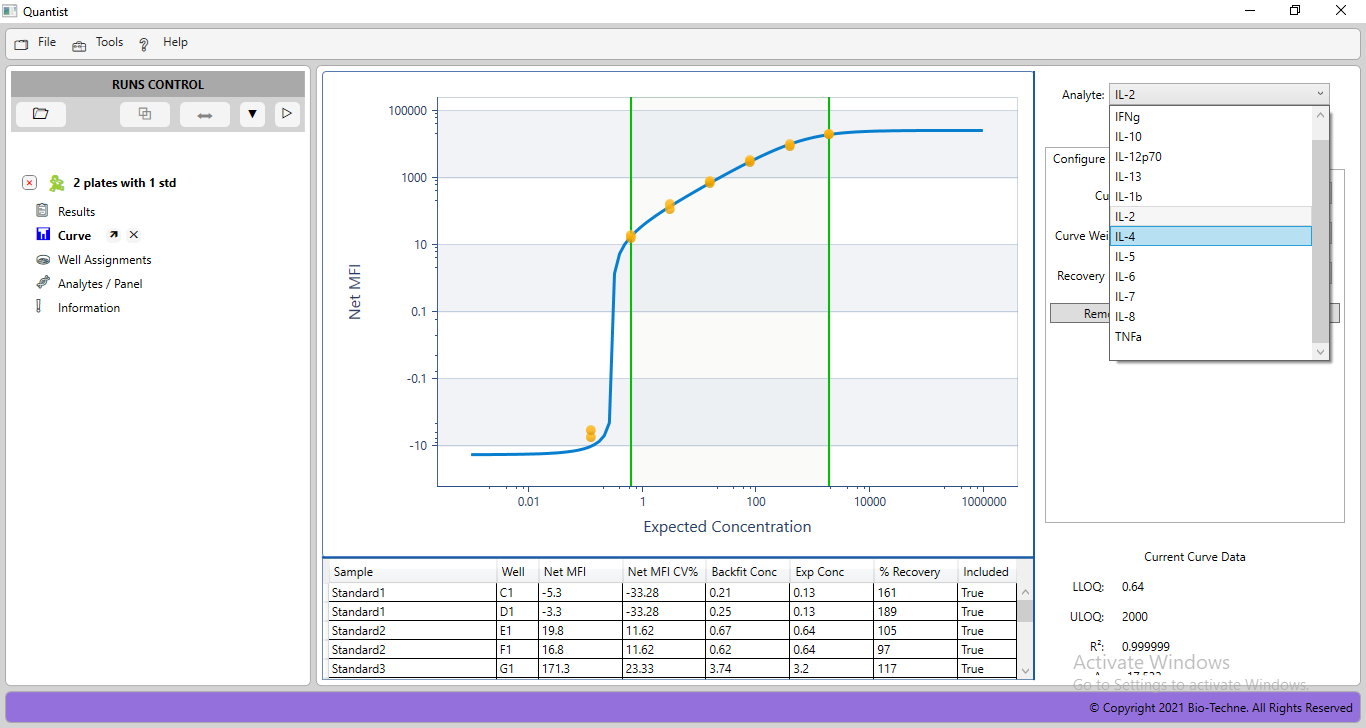 Quantist
File Tools ? Help
RUNS CONTROL
2 plates with 1 std
Results
Curve
Well Assignments
Analytes / Panel
Information
100000
1000
10
0.1
-0.1
-10
Net MFI
0.01 1 100 10000 1000000
Expected Concentration
Sample Well Net MFI Net MFI CV% Backfit Conc Exp Conc % Recovery Included
Standard1 C1 -5.3 -33.28 0.21 0.13 161 True
Standard1 D1 -3.3 -33.28 0.25 0.13 189 True
Standard2 E1 19.8 11.62 0.67 0.64 105 True
Standard2 F1 16.8 11.62 0.62 0.64 97 True
Standard3 G1 171.3 23.33 3.74 3.2 117 True
Analyte: IL-2
IFNg
IL-10
IL-12p70
IL-13
IL-1b
IL-2
IL-4
IL-5
IL-6
IL-7
IL-8
TNFa
Configure
Cu
Curve Wei
Recovery
Rem
Current Curve Data
LLOQ: 0.64
ULOQ: 2000
R²: 0.999999
Activate Windows
Go to Settings to activate Windows.
© Copyright 2021 Bio-Techne. All Rights Reserved